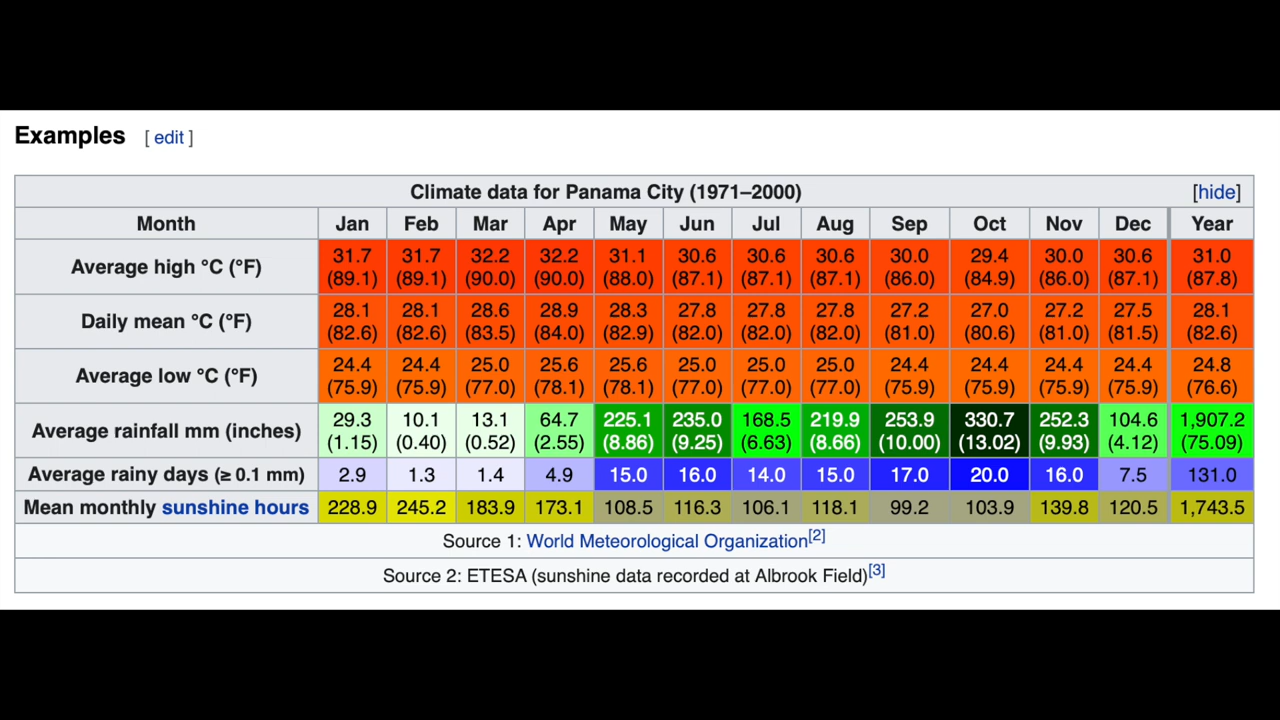 Examples [ edit ]
Climate data for Panama City (1971–2000) [hide]
Month Jan Feb Mar Apr May Jun Jul Aug Sep Oct Nov Dec Year
Average high °C (°F) 31.7 (89.1) 31.7 (89.1) 32.2 (90.0) 32.2 (90.0) 31.1 (88.0) 30.6 (87.1) 30.6 (87.1) 30.6 (87.1) 30.0 (86.0) 29.4 (84.9) 30.0 (86.0) 30.6 (87.1) 31.0 (87.8)
Daily mean °C (°F) 28.1 (82.6) 28.1 (82.6) 28.6 (83.5) 28.9 (84.0) 28.3 (82.9) 27.8 (82.0) 27.8 (82.0) 27.8 (82.0) 27.2 (81.0) 27.0 (80.6) 27.2 (81.0) 27.5 (81.5) 28.1 (82.6)
Average low °C (°F) 24.4 (75.9) 24.4 (75.9) 25.0 (77.0) 25.6 (78.1) 25.6 (78.1) 25.0 (77.0) 25.0 (77.0) 25.0 (77.0) 24.4 (75.9) 24.4 (75.9) 24.4 (75.9) 24.4 (75.9) 24.8 (76.6)
Average rainfall mm (inches) 29.3 (1.15) 10.1 (0.40) 13.1 (0.52) 64.7 (2.55) 225.1 (8.86) 235.0 (9.25) 168.5 (6.63) 219.9 (8.66) 253.9 (10.00) 330.7 (13.02) 252.3 (9.93) 104.6 (4.12) 1,907.2 (75.09)
Average rainy days (≥ 0.1 mm) 2.9 1.3 1.4 4.9 15.0 16.0 14.0 15.0 17.0 20.0 16.0 7.5 131.0
Mean monthly sunshine hours 228.9 245.2 183.9 173.1 108.5 116.3 106.1 118.1 99.2 103.9 139.8 120.5 1,743.5
Source 1: World Meteorological Organization[2]
Source 2: ETESA (sunshine data recorded at Albrook Field)[3]